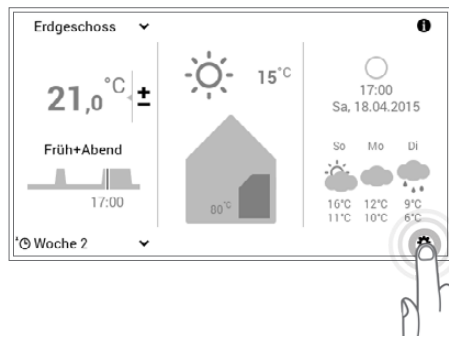 Erdgeschoss
21,0 °C ±
Früh+Abend
17:00
Woche 2
15°C
80°C
17:00
Sa, 18.04.2015
So Mo Di
16°C 12°C 9°C
11°C 10°C 6°C